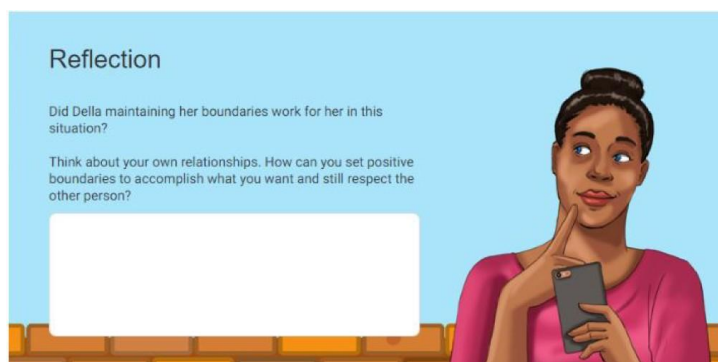 Reflection
Did Della maintaining her boundaries work for her in this
situation?
Think about your own relationships. How can you set positive
boundaries to accomplish what you want and still respect the
other person?